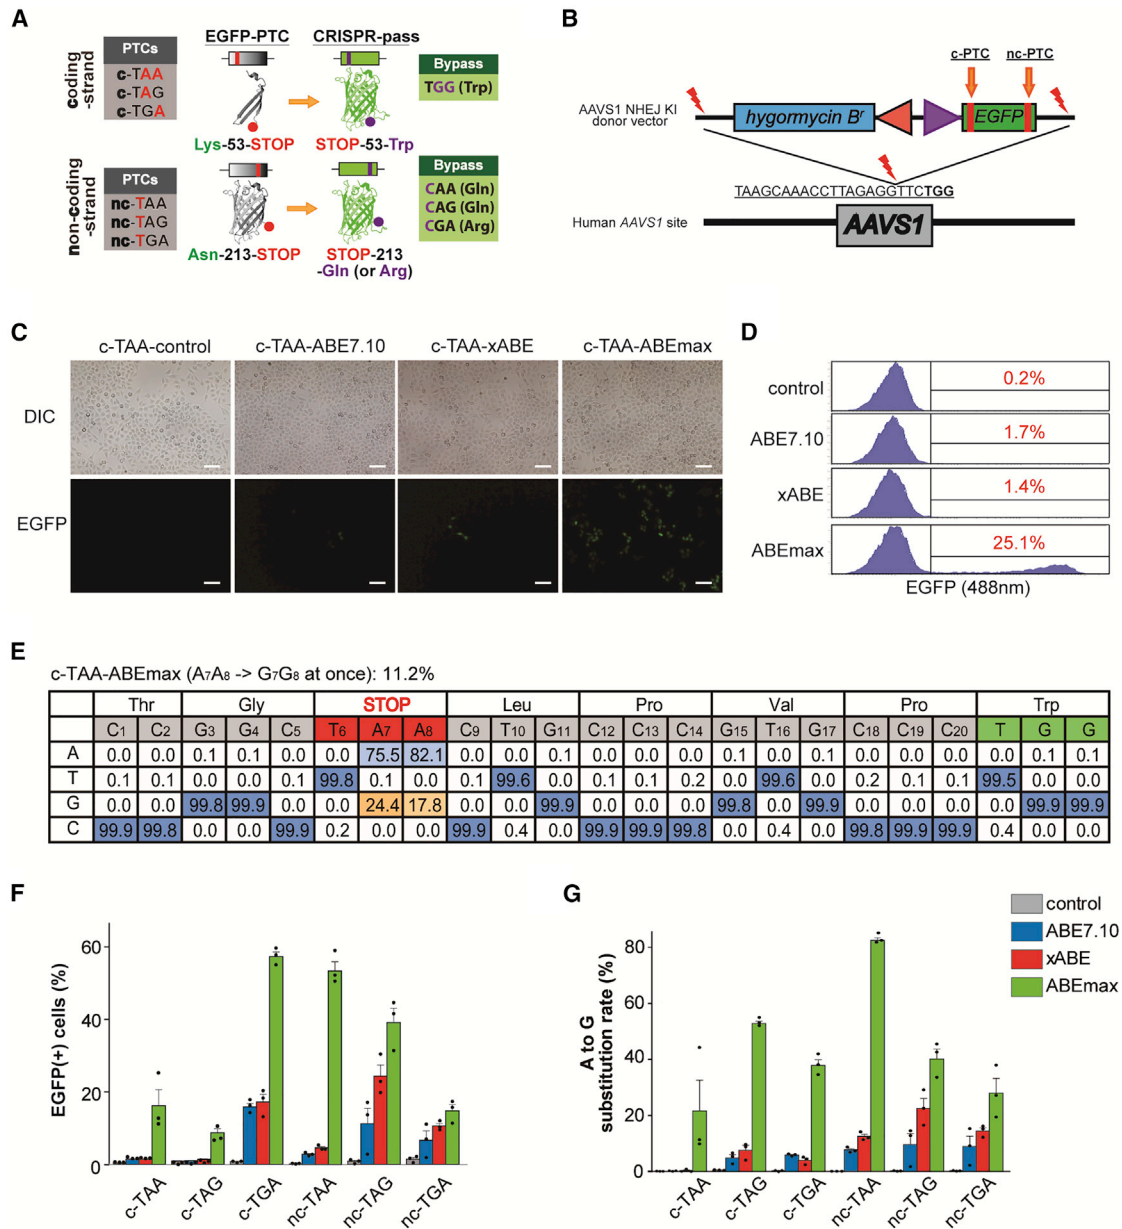 A
coding
-strand
PTCs
c-TAA
c-TAG
c-TGA
EGFP-PTC
CRISPR-pass
Bypass
TGG (Trp)
Lys-53-STOP
STOP-53-Trp
non-coding
-strand
PTCs
nc-TAA
nc-TAG
nc-TGA
Bypass
CAA (Gln)
CAG (Gln)
CGA (Arg)
Asn-213-STOP
STOP-213
-Gln (or Arg)
B
c-PTC nc-PTC
AAVS1 NHEJ KI
donor vector
hygormycin Bʳ
EGFP
TAAGCAAACCTTAGAGGTTCTGG
Human AAVS1 site
AAVS1
C
c-TAA-control c-TAA-ABE7.10 c-TAA-xABE c-TAA-ABEmax
DIC
EGFP
D
control 0.2%
ABE7.10 1.7%
xABE 1.4%
ABEmax 25.1%
EGFP (488nm)
E
c-TAA-ABEmax (A₇A₈ -> G₇G₈ at once): 11.2%
Thr Gly STOP Leu Pro Val Pro Trp
C₁ C₂ G₃ G₄ C₅ T₆ A₇ A₈ C₉ T₁₀ G₁₁ C₁₂ C₁₃ C₁₄ G₁₅ T₁₆ G₁₇ C₁₈ C₁₉ C₂₀ T G G
A 0.0 0.0 0.1 0.1 0.0 0.0 75.5 82.1 0.0 0.0 0.1 0.0 0.0 0.0 0.1 0.0 0.1 0.0 0.0 0.0 0.0 0.1 0.1
T 0.1 0.1 0.0 0.0 0.1 99.8 0.1 0.0 0.1 99.6 0.0 0.1 0.1 0.2 0.0 99.6 0.0 0.2 0.1 0.1 99.5 0.0 0.0
G 0.0 0.0 99.8 99.9 0.0 0.0 24.4 17.8 0.0 0.0 99.9 0.0 0.0 0.0 99.8 0.0 99.9 0.0 0.0 0.0 0.0 99.9 99.9
C 99.9 99.8 0.0 0.0 99.9 0.2 0.0 0.0 99.9 0.4 0.0 99.9 99.9 99.8 0.0 0.4 0.0 99.8 99.9 99.9 0.4 0.0 0.0
F
EGFP(+) cells (%)
60
40
20
0
c-TAA c-TAG c-TGA nc-TAA nc-TAG nc-TGA
G
A to G
substitution rate (%)
80
60
40
20
0
c-TAA c-TAG c-TGA nc-TAA nc-TAG nc-TGA
control
ABE7.10
xABE
ABEmax